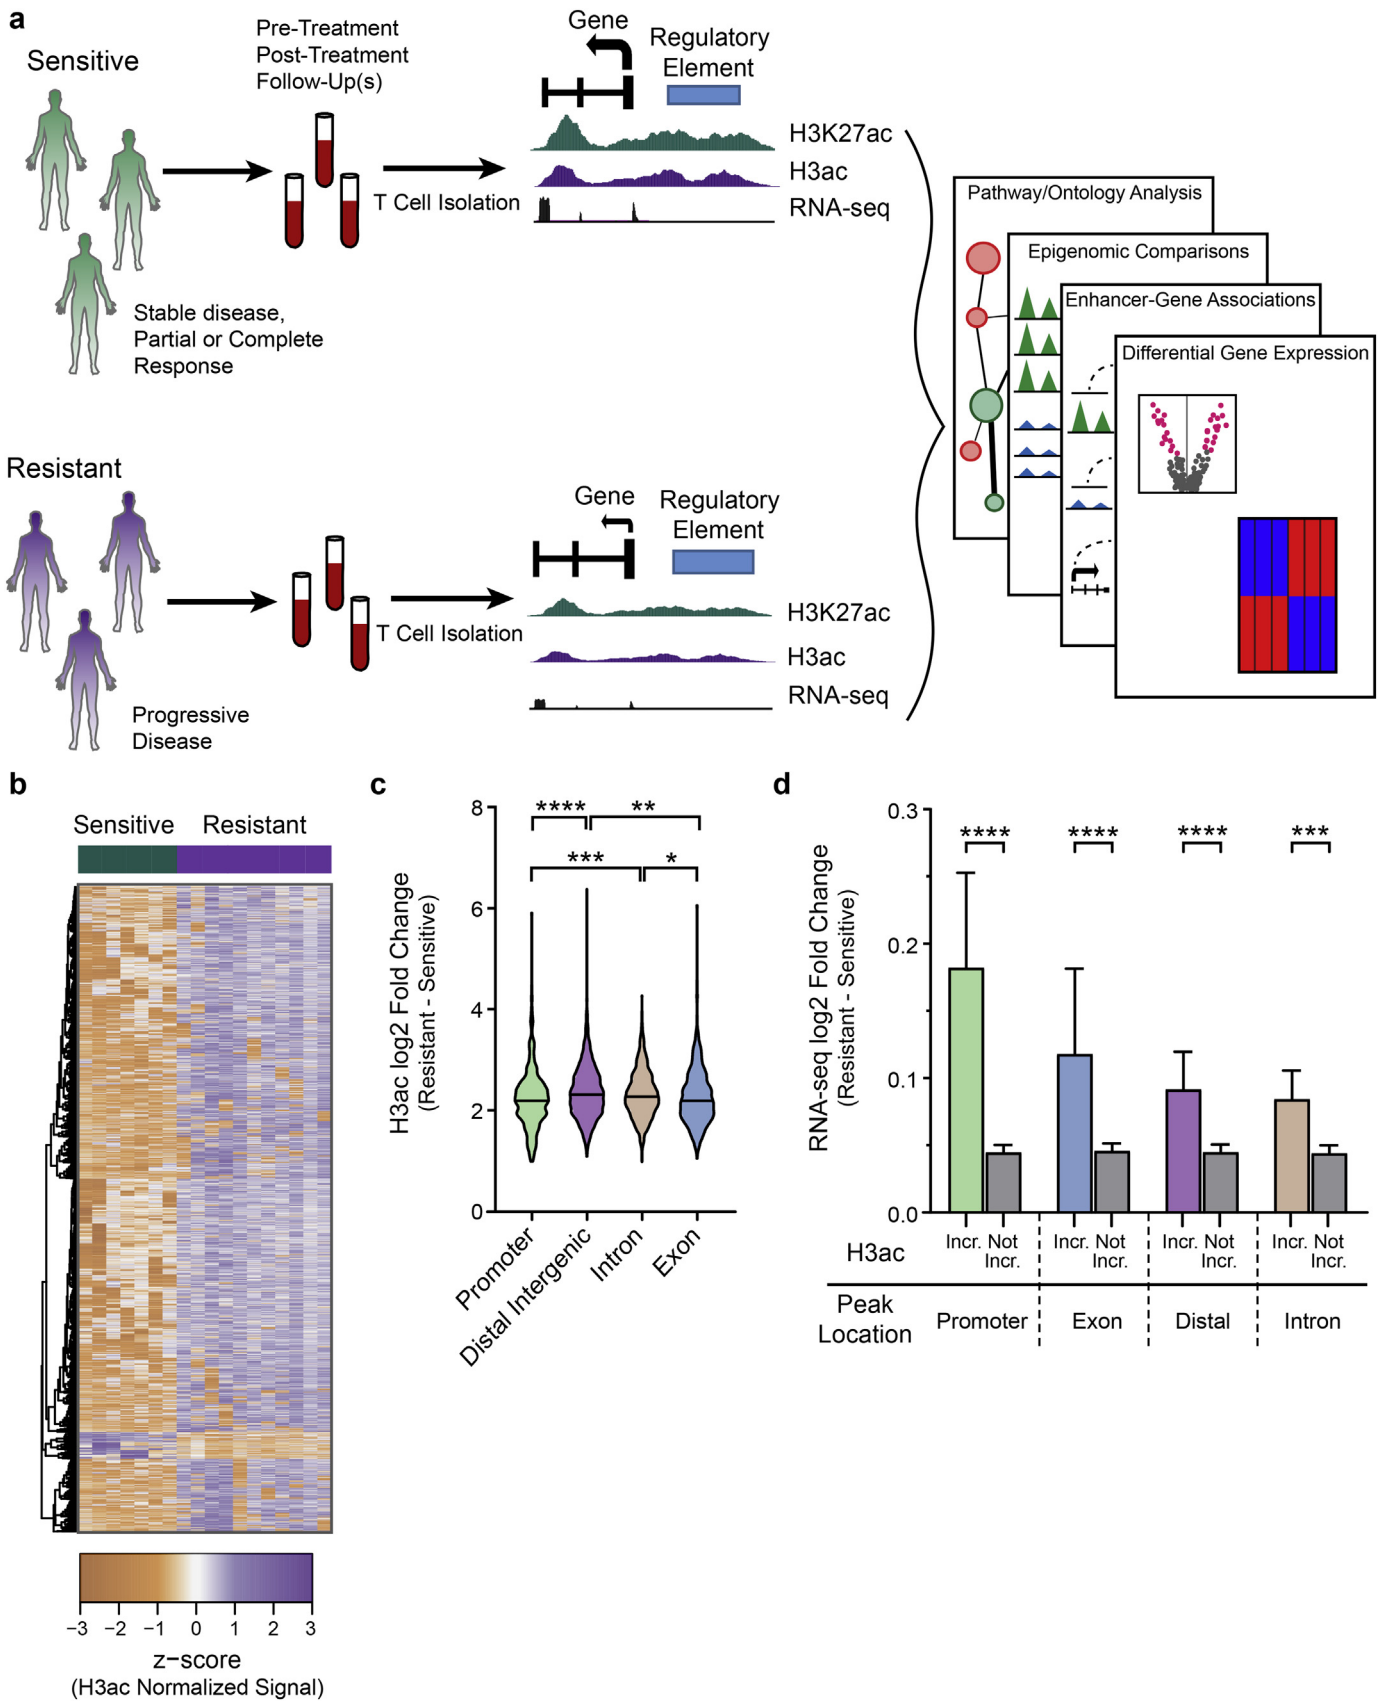 a
Sensitive
Pre-Treatment
Post-Treatment
Follow-Up(s)
T Cell Isolation
Stable disease,
Partial or Complete
Response
Gene
Regulatory
Element
H3K27ac
H3ac
RNA-seq
Resistant
Progressive
Disease
T Cell Isolation
Gene
Regulatory
Element
H3K27ac
H3ac
RNA-seq
Pathway/Ontology Analysis
Epigenomic Comparisons
Enhancer-Gene Associations
Differential Gene Expression
b
Sensitive Resistant
−3 −2 −1 0 1 2 3
z−score
(H3ac Normalized Signal)
c
H3ac log2 Fold Change
(Resistant - Sensitive)
8
6
4
2
0
**** **
*** *
Promoter
Distal Intergenic
Intron
Exon
d
RNA-seq log2 Fold Change
(Resistant - Sensitive)
0.3
0.2
0.1
0.0
**** **** **** ***
H3ac
Incr. Not Incr.
Incr. Not Incr.
Incr. Not Incr.
Incr. Not Incr.
Peak
Location
Promoter Exon Distal Intron